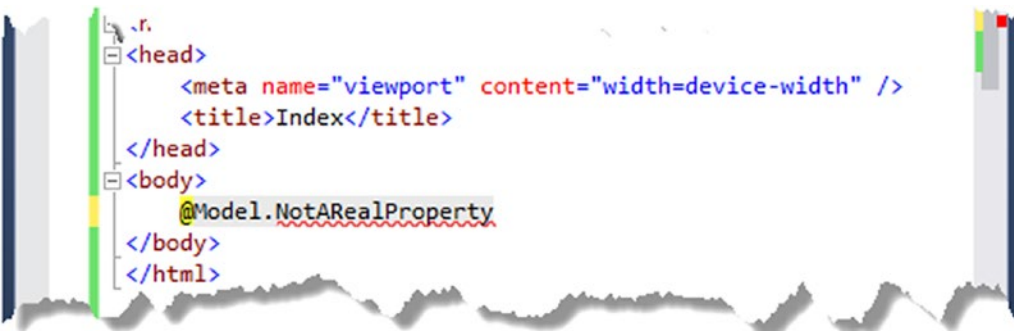 <head>
<meta name="viewport" content="width=device-width" />
<title>Index</title>
</head>
<body>
@Model.NotARealProperty
</body>
</html>